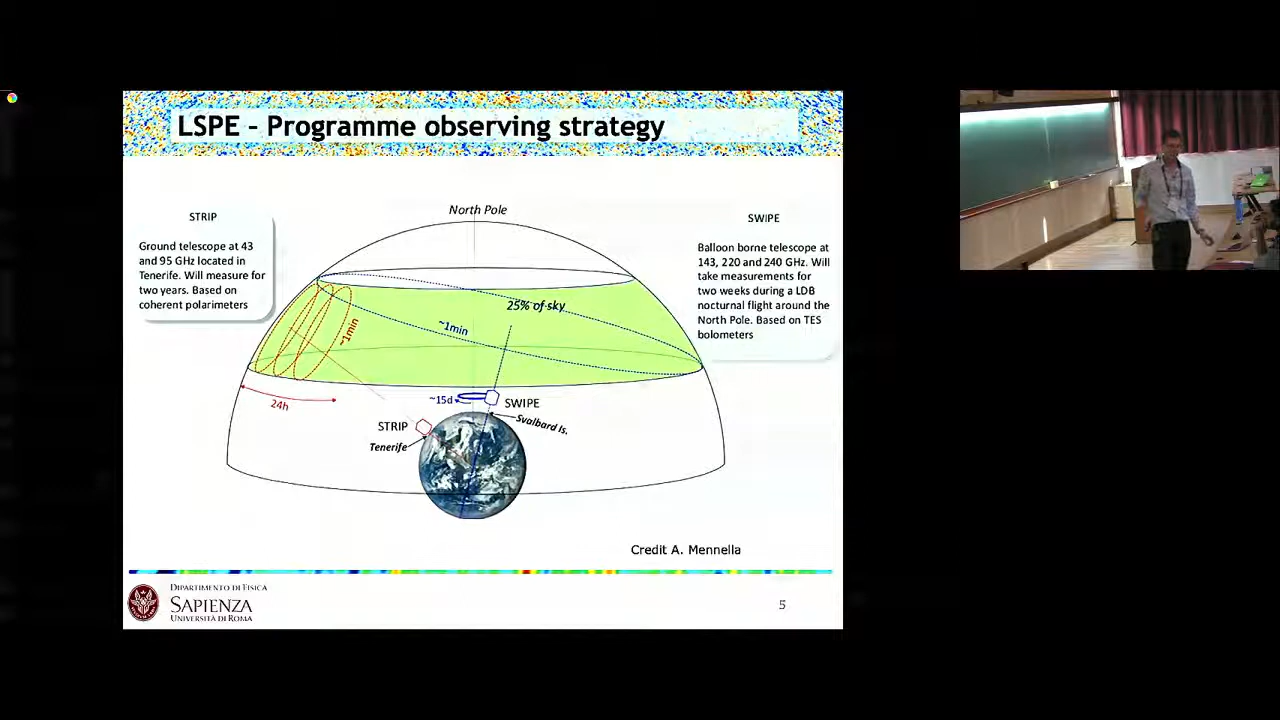 LSPE - Programme observing strategy
North Pole
STRIP
Ground telescope at 43
and 95 GHz located in
Tenerife. Will measure for
two years. Based on
coherent polarimeters
SWIPE
Balloon borne telescope at
143, 220 and 240 GHz. Will
take measurements for
two weeks during a LDB
nocturnal flight around the
North Pole. Based on TES
bolometers
25% of sky
~1min
~1min
24h
~15d
SWIPE
STRIP
Svalbard Is.
Tenerife
Credit A. Mennella
DIPARTIMENTO DI FISICA
SAPIENZA
UNIVERSITÀ DI ROMA
5